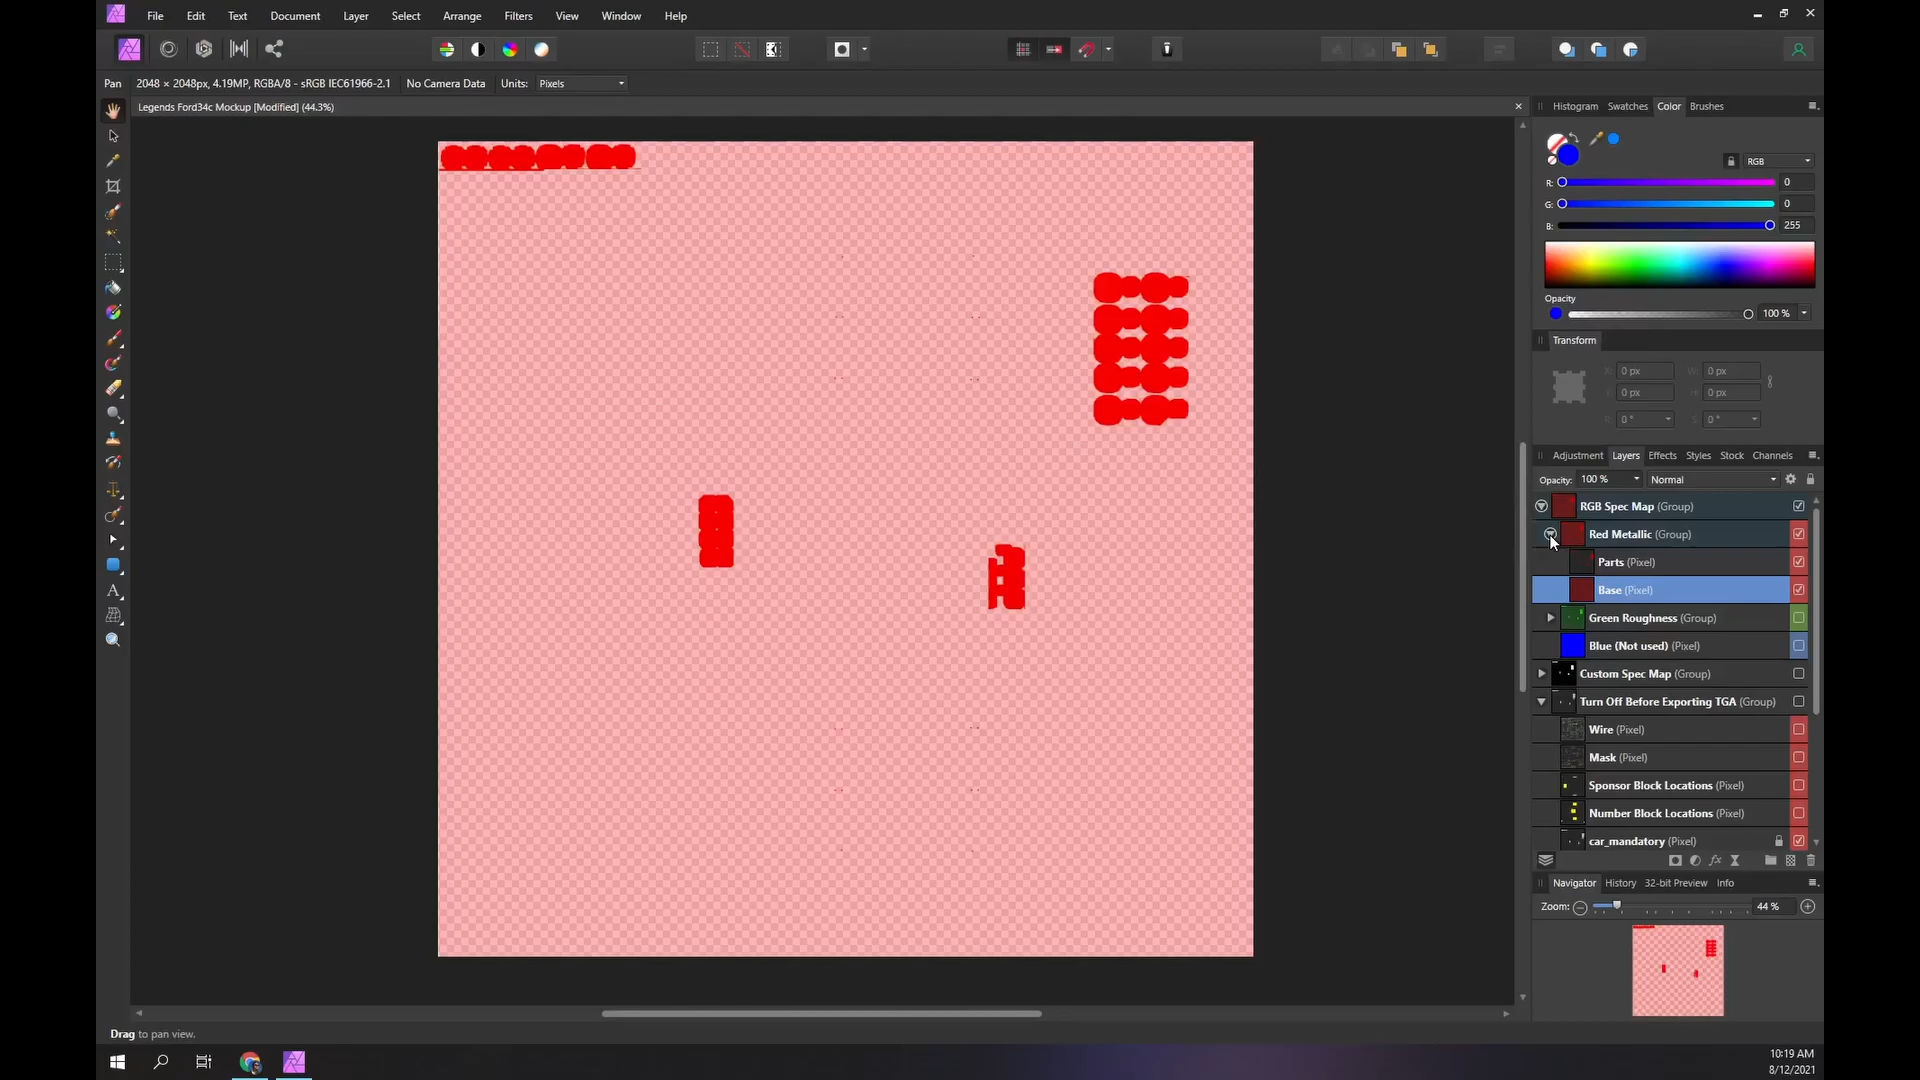 File Edit Text Document Layer Select Arrange Filters View Window Help
Pan 2048 × 2048px, 4.19MP, RGBA/8 - sRGB IEC61966-2.1 No Camera Data Units: Pixels
Legends Ford34c Mockup [Modified] (44.3%)
Histogram Swatches Color Brushes
RGB
R: 0
G: 0
B: 255
Opacity
100 %
Transform
X: 0 px W: 0 px
Y: 0 px H: 0 px
R: 0 ° S: 0 °
Adjustment Layers Effects Styles Stock Channels
Opacity: 100 % Normal
RGB Spec Map (Group)
Red Metallic (Group)
Parts (Pixel)
Base (Pixel)
Green Roughness (Group)
Blue (Not used) (Pixel)
Custom Spec Map (Group)
Turn Off Before Exporting TGA (Group)
Wire (Pixel)
Mask (Pixel)
Sponsor Block Locations (Pixel)
Number Block Locations (Pixel)
car_mandatory (Pixel)
Navigator History 32-bit Preview Info
Zoom: 44 %
Drag to pan view.
10:19 AM
8/12/2021